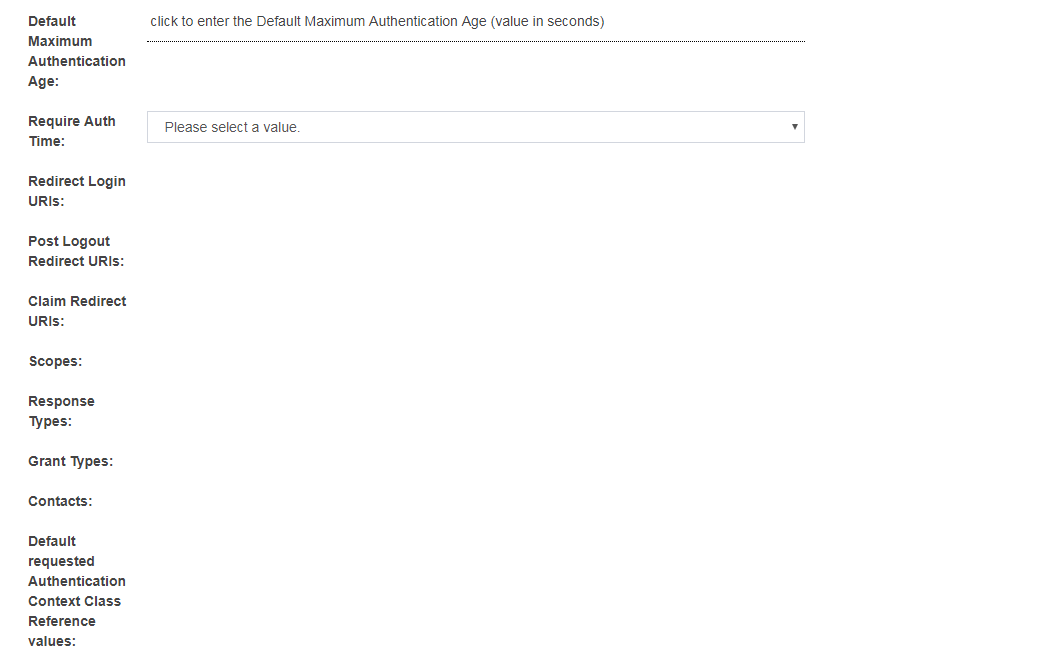 Default
Maximum
Authentication
Age:
click to enter the Default Maximum Authentication Age (value in seconds)
Require Auth
Time:
Please select a value.
Redirect Login
URIs:
Post Logout
Redirect URIs:
Claim Redirect
URIs:
Scopes:
Response
Types:
Grant Types:
Contacts:
Default
requested
Authentication
Context Class
Reference
values: